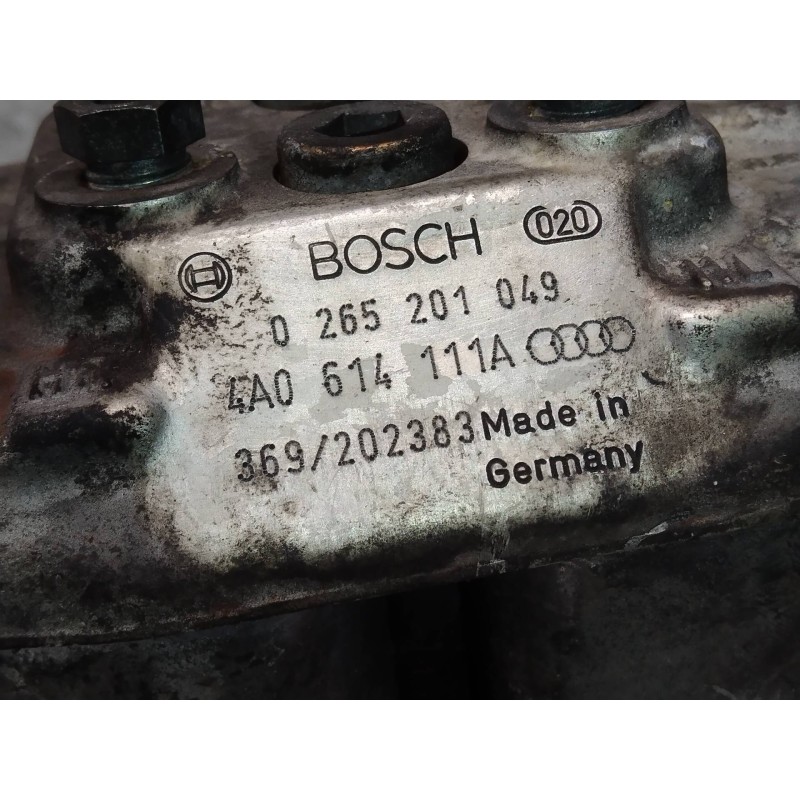 BOSCH 020
0 265 201 049
4A0 614 111A
369/202383 Made in
Germany